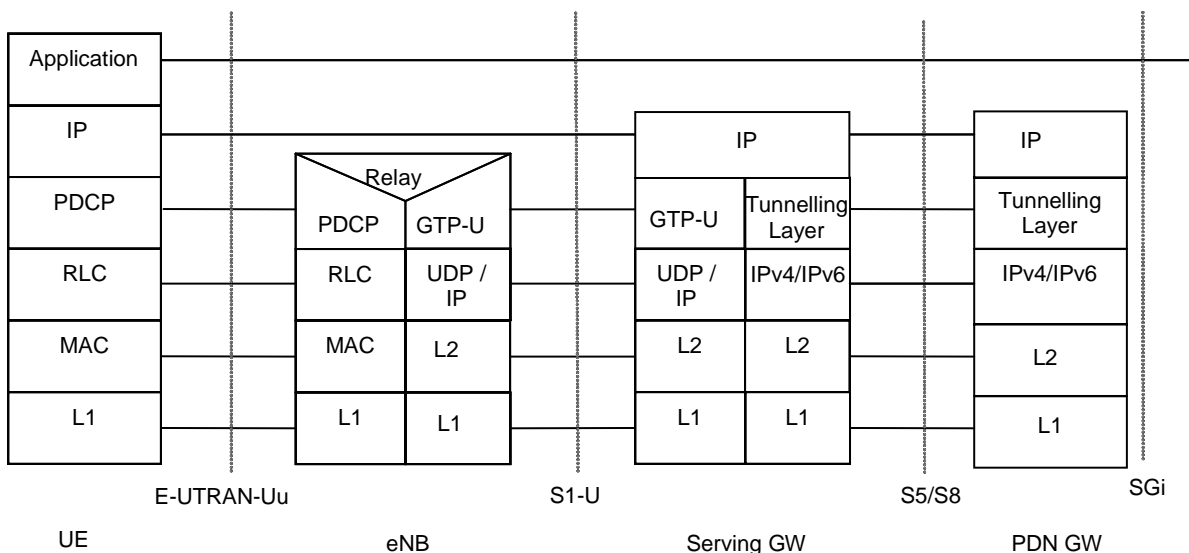 Application
IP
PDCP
RLC
MAC
L1
Relay
PDCP
GTP-U
RLC
UDP /
IP
MAC
L2
L1
L1
IP
GTP-U
Tunnelling
Layer
UDP /
IP
IPv4/IPv6
L2
L2
L1
L1
IP
Tunnelling
Layer
IPv4/IPv6
L2
L1
E-UTRAN-Uu
S1-U
S5/S8
SGi
UE
eNB
Serving GW
PDN GW